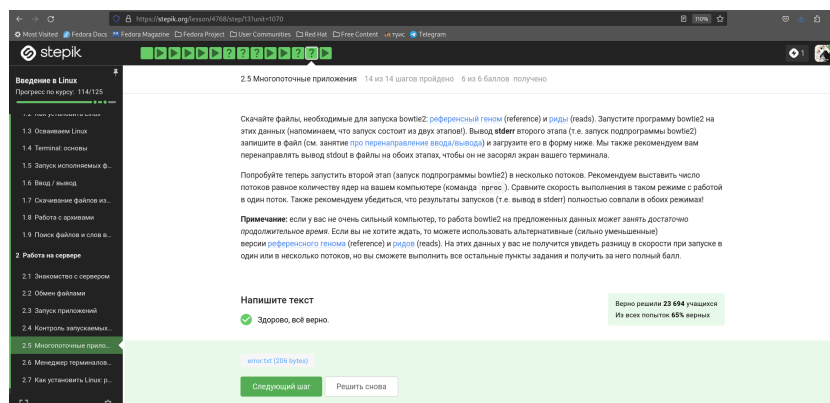 https://stepik.org/lesson/4768/step/13?unit=1070
110%
Most Visited Fedora Docs Fedora Magazine Fedora Project User Communities Red Hat Free Content туис Telegram
stepik
1
Введение в Linux
Прогресс по курсу: 114/125
2.5 Многопоточные приложения 14 из 14 шагов пройдено 6 из 6 баллов получено
1.2 Как установить Linux
1.3 Осваиваем Linux
1.4 Terminal: основы
1.5 Запуск исполняемых ф...
1.6 Ввод / вывод
1.7 Скачивание файлов из...
1.8 Работа с архивами
1.9 Поиск файлов и слов в...
2 Работа на сервере
2.1 Знакомство с сервером
2.2 Обмен файлами
2.3 Запуск приложений
2.4 Контроль запускаемых...
2.5 Многопоточные прило...
2.6 Менеджер терминалов...
2.7 Как установить Linux: р...
Скачайте файлы, необходимые для запуска bowtie2: референсный геном (reference) и риды (reads). Запустите программу bowtie2 на
этих данных (напоминаем, что запуск состоит из двух этапов!). Вывод stderr второго этапа (т.е. запуск подпрограммы bowtie2)
запишите в файл (см. занятие про перенаправление ввода/вывода) и загрузите его в форму ниже. Мы также рекомендуем вам
перенаправлять вывод stdout в файлы на обоих этапах, чтобы он не засорял экран вашего терминала.
Попробуйте теперь запустить второй этап (запуск подпрограммы bowtie2) в несколько потоков. Рекомендуем выставить число
потоков равное количеству ядер на вашем компьютере (команда nproc ). Сравните скорость выполнения в таком режиме с работой
в один поток. Также рекомендуем убедиться, что результаты запусков (т.е. вывод в stderr) полностью совпали в обоих режимах!
Примечание: если у вас не очень сильный компьютер, то работа bowtie2 на предложенных данных может занять достаточно
продолжительное время. Если вы не хотите ждать, то можете использовать альтернативные (сильно уменьшенные)
версии референсного генома (reference) и ридов (reads). На этих данных у вас не получится увидеть разницу в скорости при запуске в
один или в несколько потоков, но вы сможете выполнить все остальные пункты задания и получить за него полный балл.
Напишите текст
Здорово, всё верно.
Верно решили 23 694 учащихся
Из всех попыток 65% верных
error.txt (206 bytes)
Следующий шаг
Решить снова